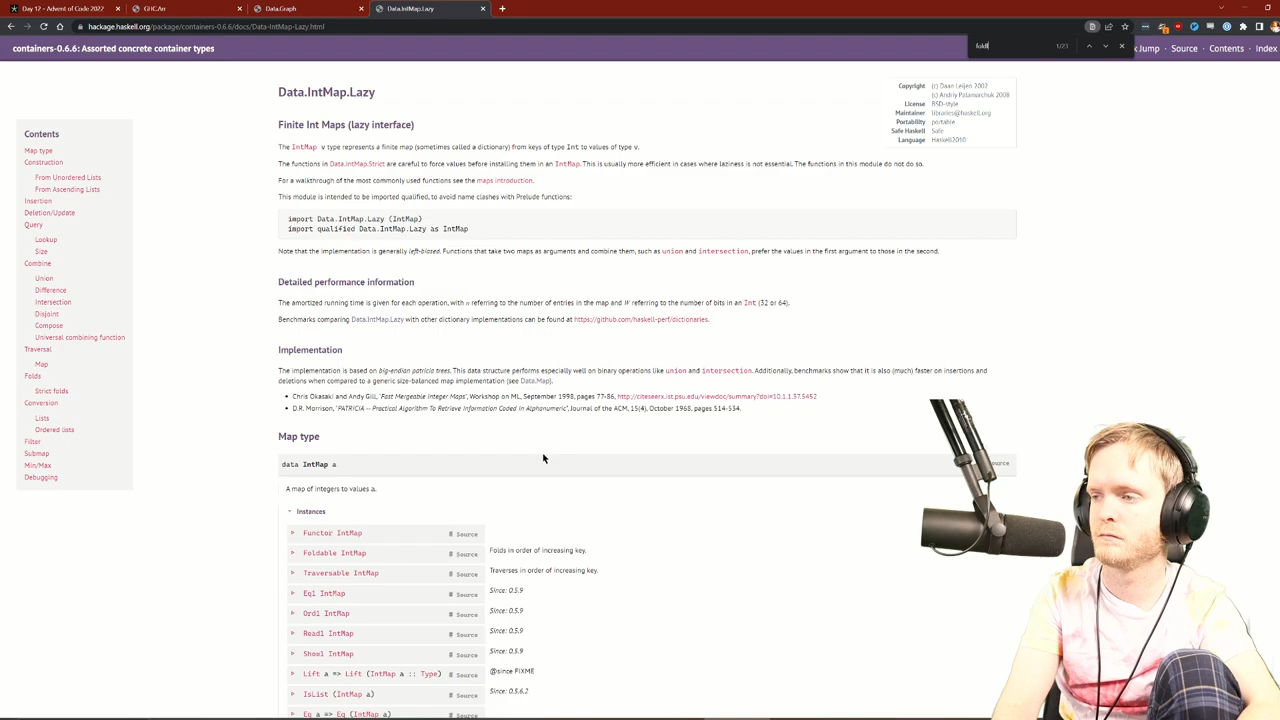 Day 12 - Advent of Code 2022
GHC.Arr
Data.Graph
Data.IntMap.Lazy
hackage.haskell.org/package/containers-0.6.6/docs/Data-IntMap-Lazy.html
containers-0.6.6: Assorted concrete container types
foldl
1/23
Jump
Source
Contents
Index
Contents
Map type
Construction
From Unordered Lists
From Ascending Lists
Insertion
Deletion/Update
Query
Lookup
Size
Combine
Union
Difference
Intersection
Disjoint
Compose
Universal combining function
Traversal
Map
Folds
Strict folds
Conversion
Lists
Ordered lists
Filter
Submap
Min/Max
Debugging
Data.IntMap.Lazy
Copyright (c) Daan Leijen 2002
(c) Andriy Palamarchuk 2008
License BSD-style
Maintainer libraries@haskell.org
Portability portable
Safe Haskell Safe
Language Haskell2010
Finite Int Maps (lazy interface)
The IntMap v type represents a finite map (sometimes called a dictionary) from keys of type Int to values of type v.
The functions in Data.IntMap.Strict are careful to force values before installing them in an IntMap. This is usually more efficient in cases where laziness is not essential. The functions in this module do not do so.
For a walkthrough of the most commonly used functions see the maps introduction.
This module is intended to be imported qualified, to avoid name clashes with Prelude functions:
import Data.IntMap.Lazy (IntMap)
import qualified Data.IntMap.Lazy as IntMap
Note that the implementation is generally left-biased. Functions that take two maps as arguments and combine them, such as union and intersection, prefer the values in the first argument to those in the second.
Detailed performance information
The amortized running time is given for each operation, with n referring to the number of entries in the map and W referring to the number of bits in an Int (32 or 64).
Benchmarks comparing Data.IntMap.Lazy with other dictionary implementations can be found at https://github.com/haskell-perf/dictionaries.
Implementation
The implementation is based on big-endian patricia trees. This data structure performs especially well on binary operations like union and intersection. Additionally, benchmarks show that it is also (much) faster on insertions and
deletions when compared to a generic size-balanced map implementation (see Data.Map).
• Chris Okasaki and Andy Gill, "Fast Mergeable Integer Maps", Workshop on ML, September 1998, pages 77-86, http://citeseerx.ist.psu.edu/viewdoc/summary?doi=10.1.1.37.5452
• D.R. Morrison, "PATRICIA -- Practical Algorithm To Retrieve Information Coded In Alphanumeric", Journal of the ACM, 15(4), October 1968, pages 514-534.
Map type
data IntMap a
A map of integers to values a.
Instances
Functor IntMap # Source
Foldable IntMap # Source Folds in order of increasing key.
Traversable IntMap # Source Traverses in order of increasing key.
Eq1 IntMap # Source Since: 0.5.9
Ord1 IntMap # Source Since: 0.5.9
Read1 IntMap # Source Since: 0.5.9
Show1 IntMap # Source Since: 0.5.9
Lift a => Lift (IntMap a :: Type) # Source @since FIXME
IsList (IntMap a) # Source Since: 0.5.6.2
Eq a => Eq (IntMap a) # Source